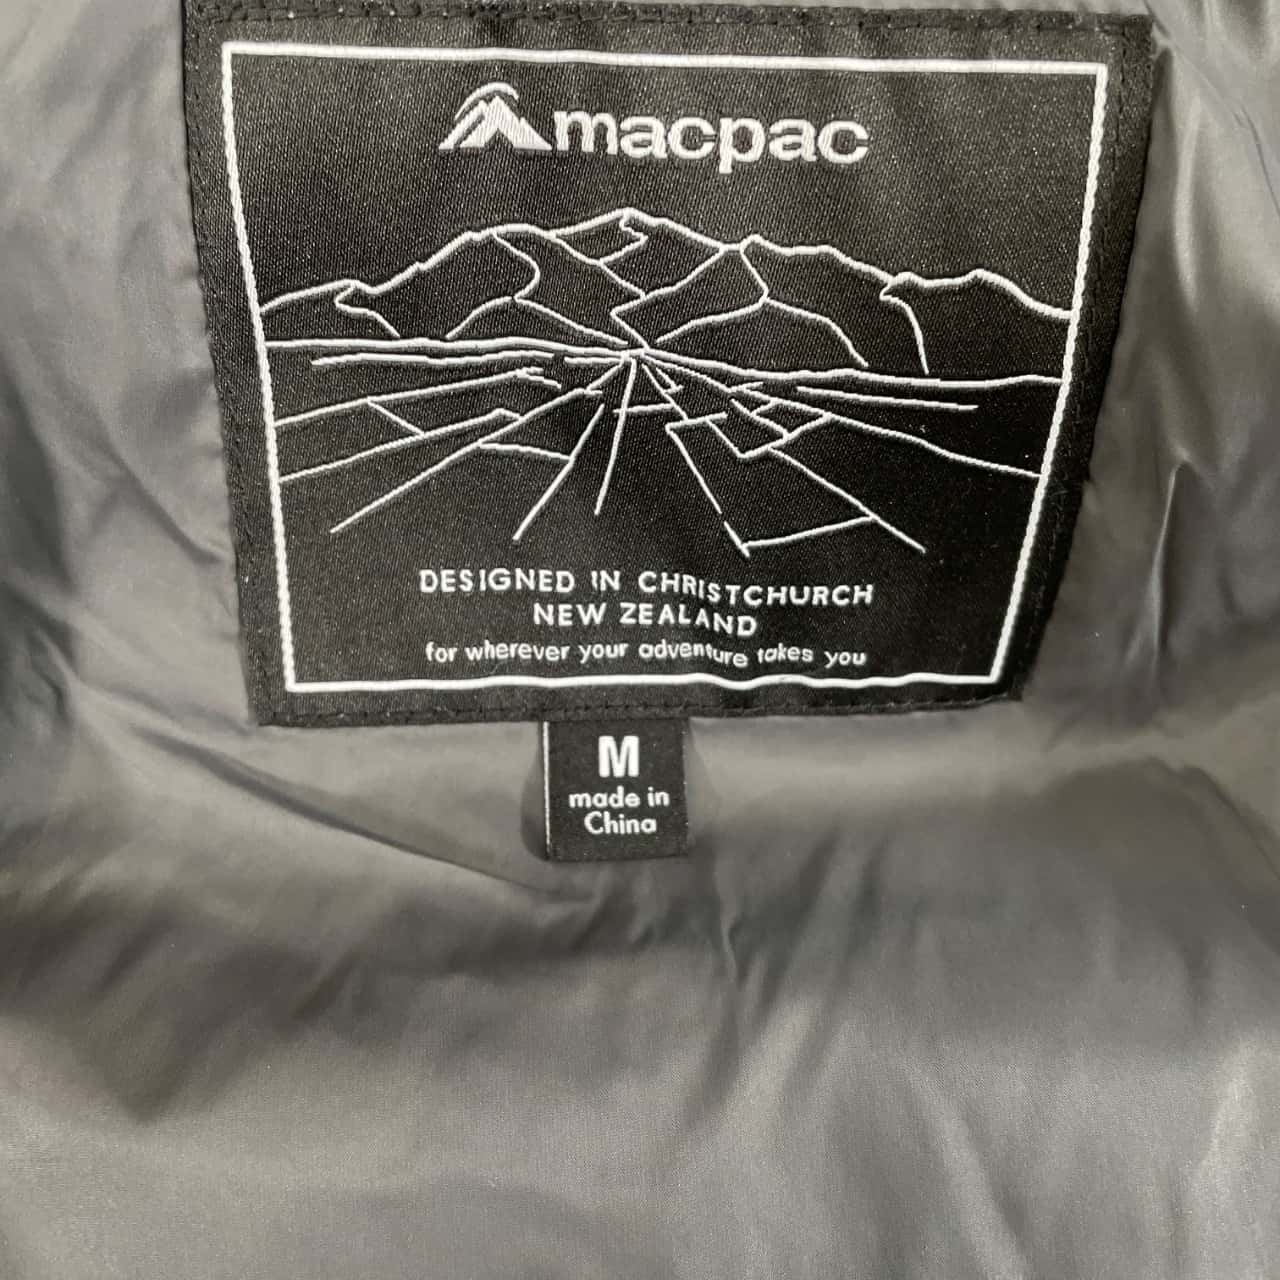 macpac
DESIGNED IN CHRISTCHURCH
NEW ZEALAND
for wherever your adventure takes you
M
made in
China